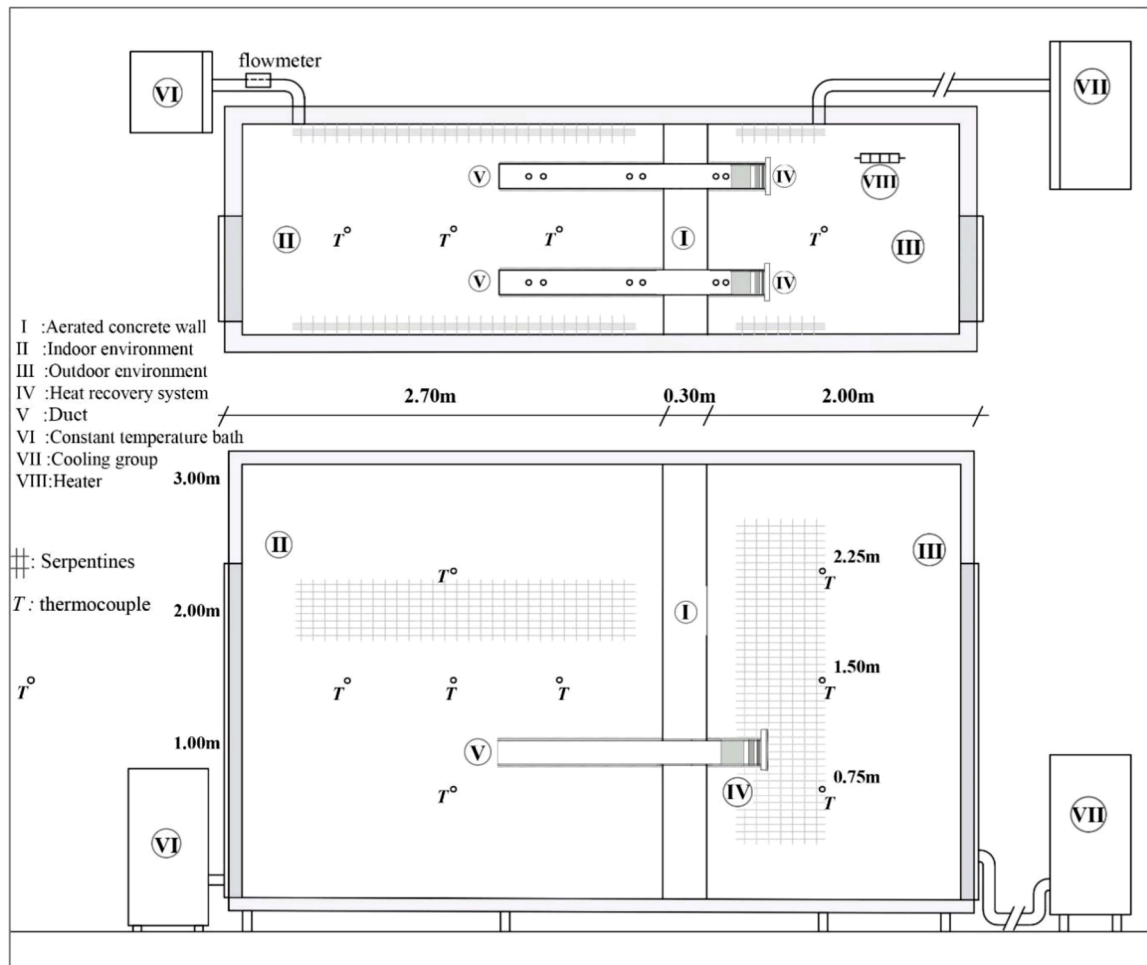 flowmeter
VI
VII
V
IV
VIII
T
T
T
T
II
I
III
V
IV
I :Aerated concrete wall
II :Indoor environment
III :Outdoor environment
IV :Heat recovery system
V :Duct
VI :Constant temperature bath
VII :Cooling group
VIII:Heater
2.70m
0.30m
2.00m
3.00m
II
III
: Serpentines
T
2.25m
T
T : thermocouple
2.00m
I
T
T
T
T
1.50m
T
1.00m
V
T
IV
0.75m
T
VI
VII